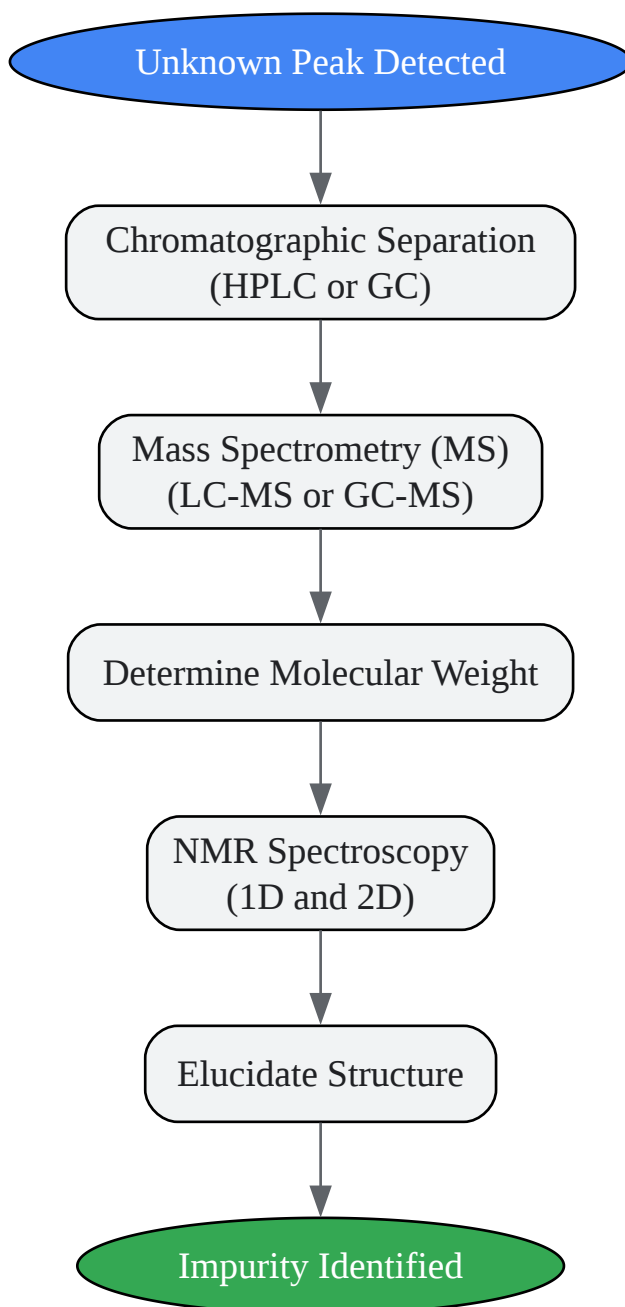 Unknown Peak Detected
Chromatographic Separation
(HPLC or GC)
Mass Spectrometry (MS)
(LC-MS or GC-MS)
Determine Molecular Weight
NMR Spectroscopy
(1D and 2D)
Elucidate Structure
Impurity Identified